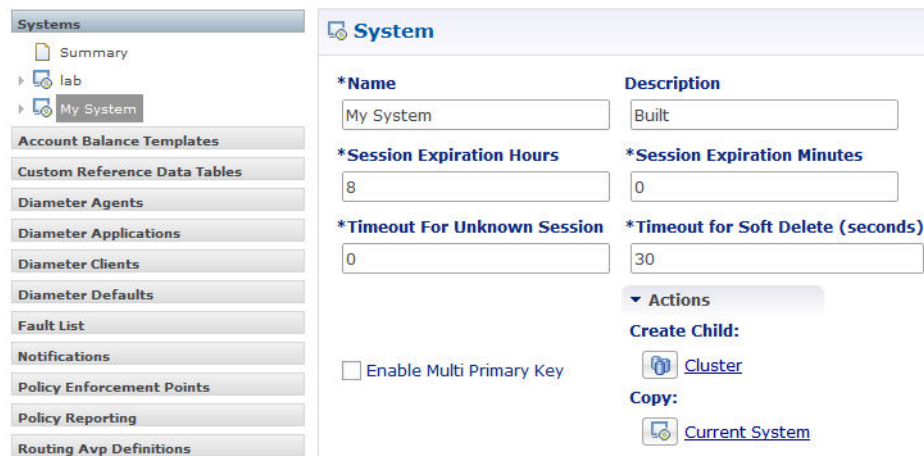 Systems
Summary
lab
My System
Account Balance Templates
Custom Reference Data Tables
Diameter Agents
Diameter Applications
Diameter Clients
Diameter Defaults
Fault List
Notifications
Policy Enforcement Points
Policy Reporting
Routing Avp Definitions
System
*Name
Description
My System
Built
*Session Expiration Hours
*Session Expiration Minutes
8
0
*Timeout For Unknown Session
*Timeout for Soft Delete (seconds)
0
30
Actions
Create Child:
Enable Multi Primary Key
Cluster
Copy:
Current System